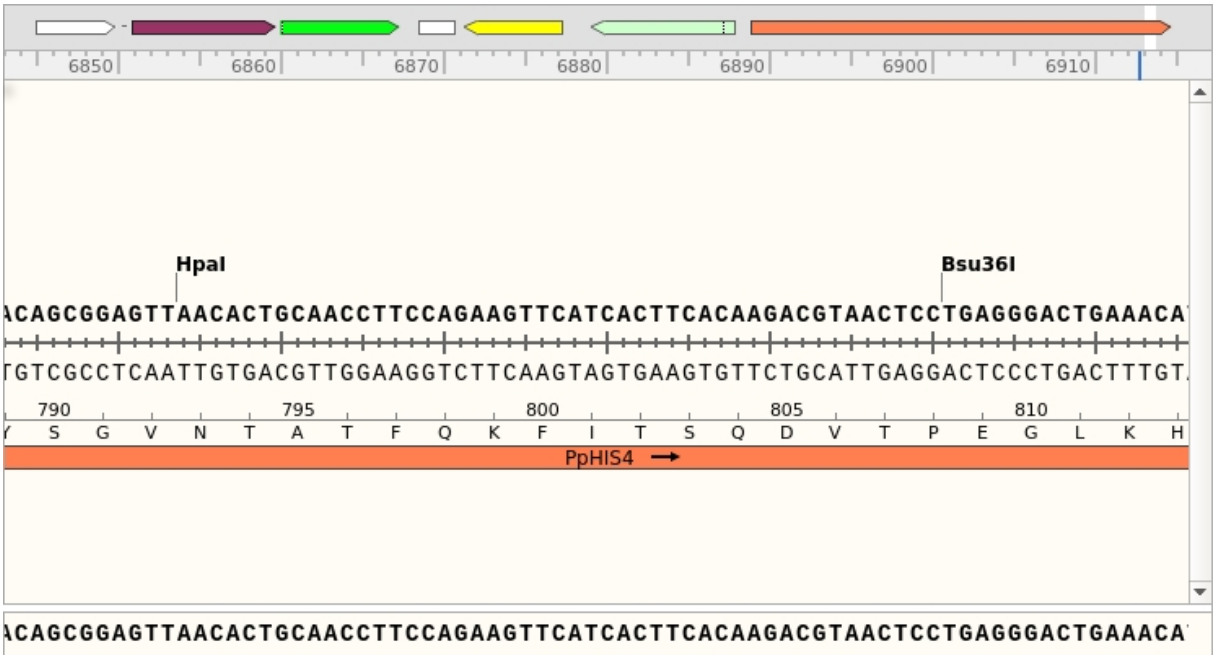 6850 6860 6870 6880 6890 6900 6910
HpaI Bsu36I
ACAGCGGAGTTAACACTGCAACCTTCCAGAAGTTCATCACTTCACAAGACGTAACTCCTGAGGGACTGAAACA
TGTCGCCTCAATTGTGACGTTGGAAGGTCTTCAAGTAGTGAAGTGTTCTGCATTGAGGACTCCCTGACTTTGT
790 795 800 805 810
Y S G V N T A T F Q K F I T S Q D V T P E G L K H
PpHIS4
ACAGCGGAGTTAACACTGCAACCTTCCAGAAGTTCATCACTTCACAAGACGTAACTCCTGAGGGACTGAAACA